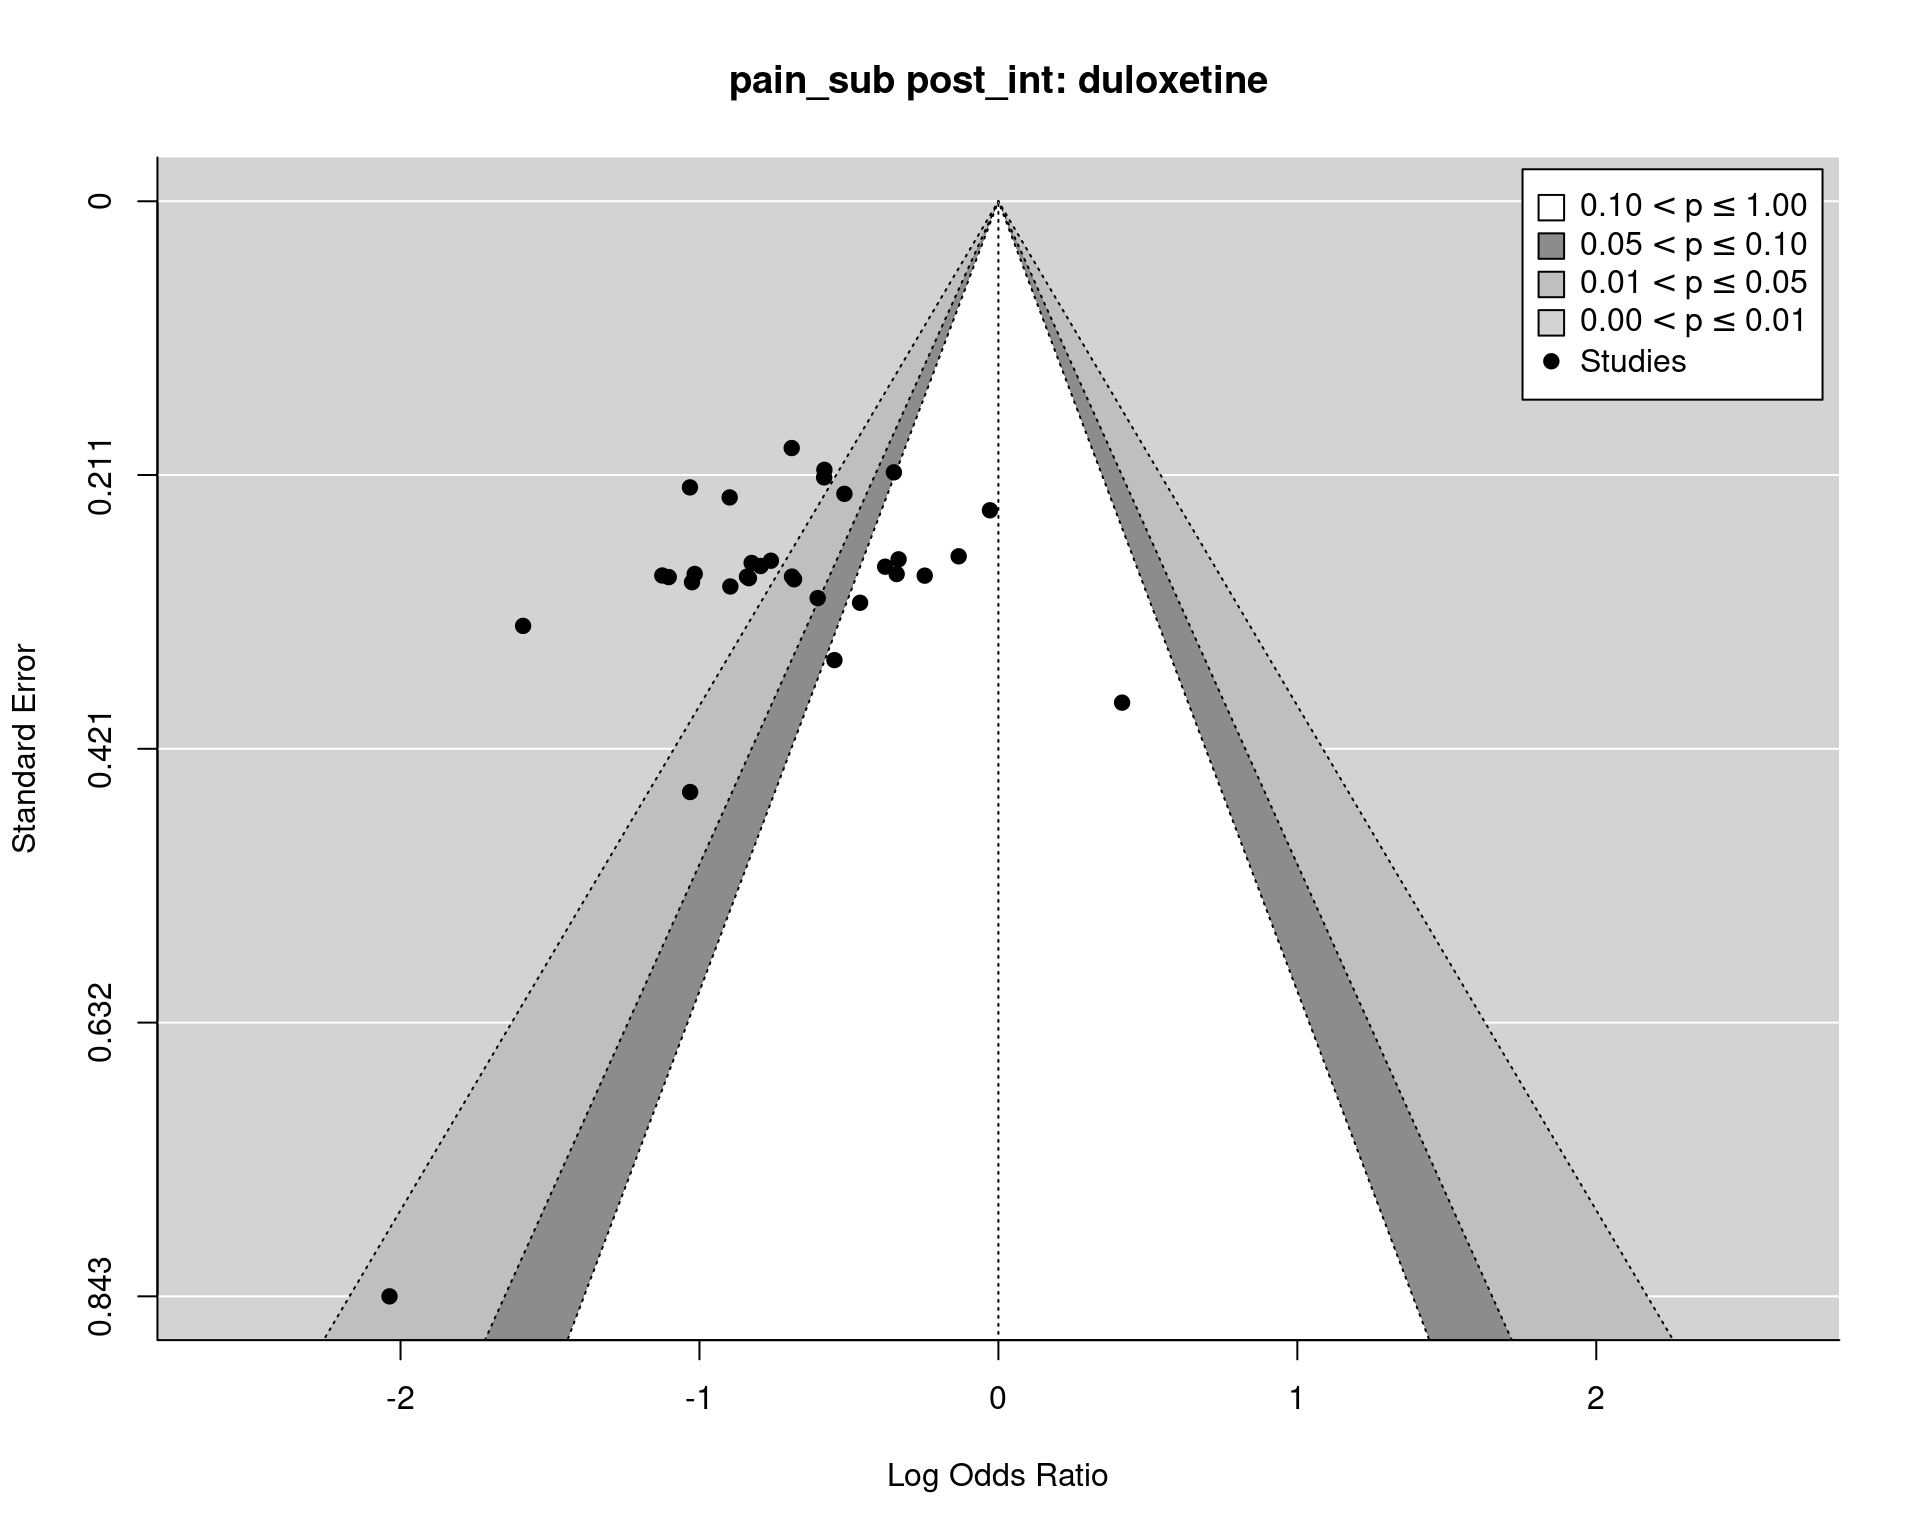 pain_sub post_int: duloxetine
0.10 < p ≤ 1.00
0.05 < p ≤ 0.10
0.01 < p ≤ 0.05
0.00 < p ≤ 0.01
Studies
Standard Error
0
0.211
0.421
0.632
0.843
-2
-1
0
1
2
Log Odds Ratio